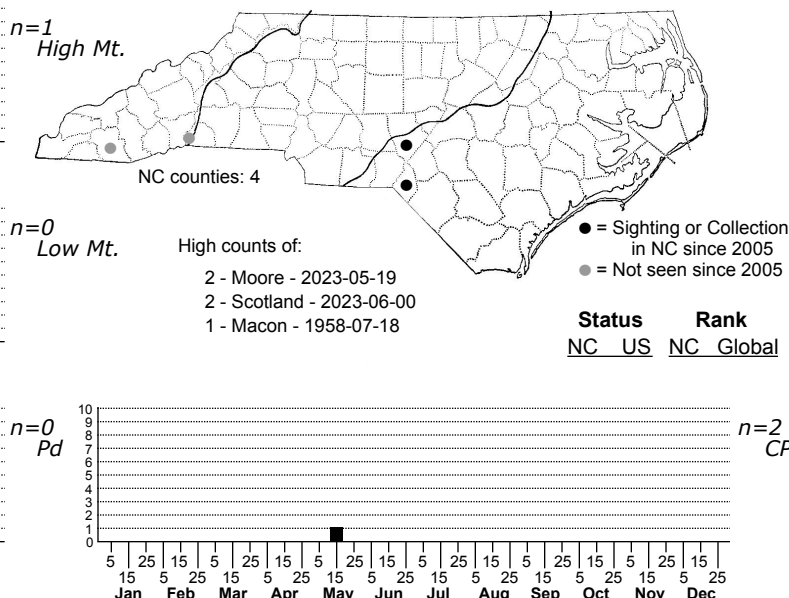 n=1
High Mt.
NC counties: 4
n=0
Low Mt.
High counts of:
2 - Moore - 2023-05-19
2 - Scotland - 2023-06-00
1 - Macon - 1958-07-18
= Sighting or Collection
in NC since 2005
= Not seen since 2005
Status Rank
NC US NC Global
n=0
Pd
n=2
CP
10
9
8
7
6
5
4
3
2
1
0
5 25 15 5 25 15 5 25 15 5 25 15 5 25 15 5 25 15
15 5 25 15 5 25 15 5 25 15 5 25 15 5 25 15 5 25
Jan Feb Mar Apr May Jun Jul Aug Sep Oct Nov Dec